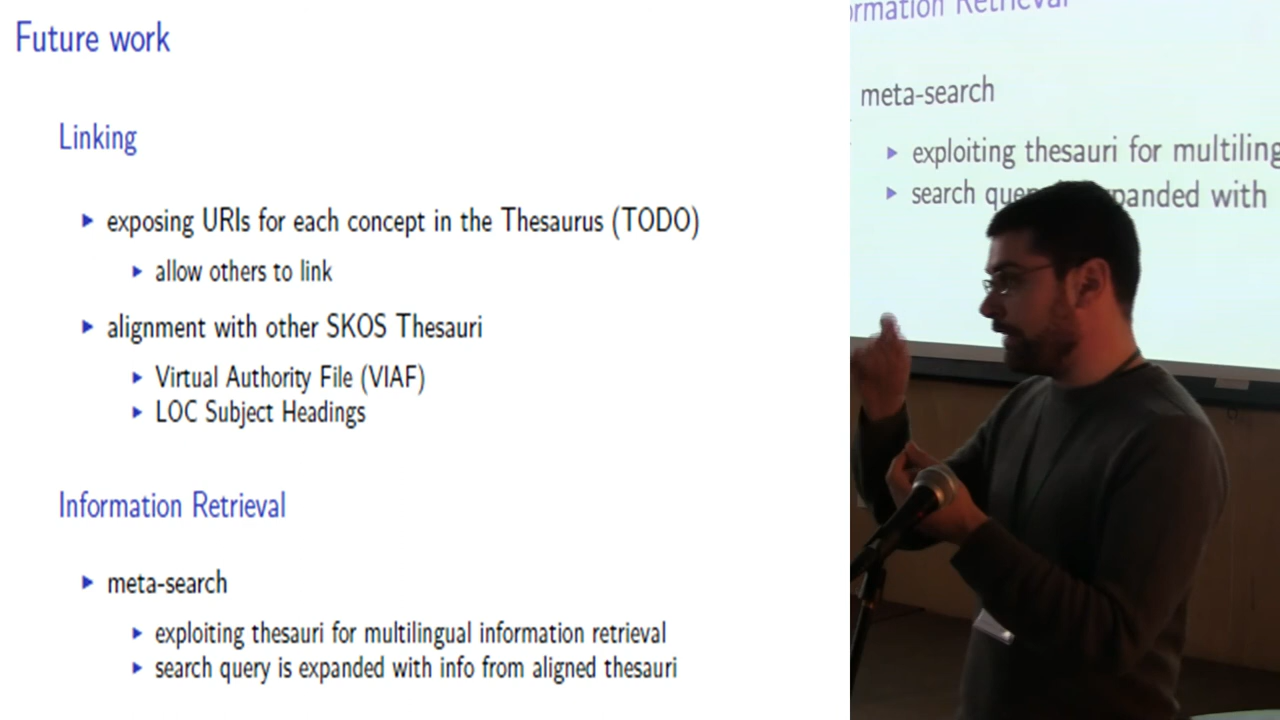 Future work
Linking
exposing URIs for each concept in the Thesaurus (TODO)
allow others to link
alignment with other SKOS Thesauri
Virtual Authority File (VIAF)
LOC Subject Headings
Information Retrieval
meta-search
exploiting thesauri for multilingual information retrieval
search query is expanded with info from aligned thesauri
ormation Retrieval
meta-search
exploiting thesauri for multiling
search que panded with